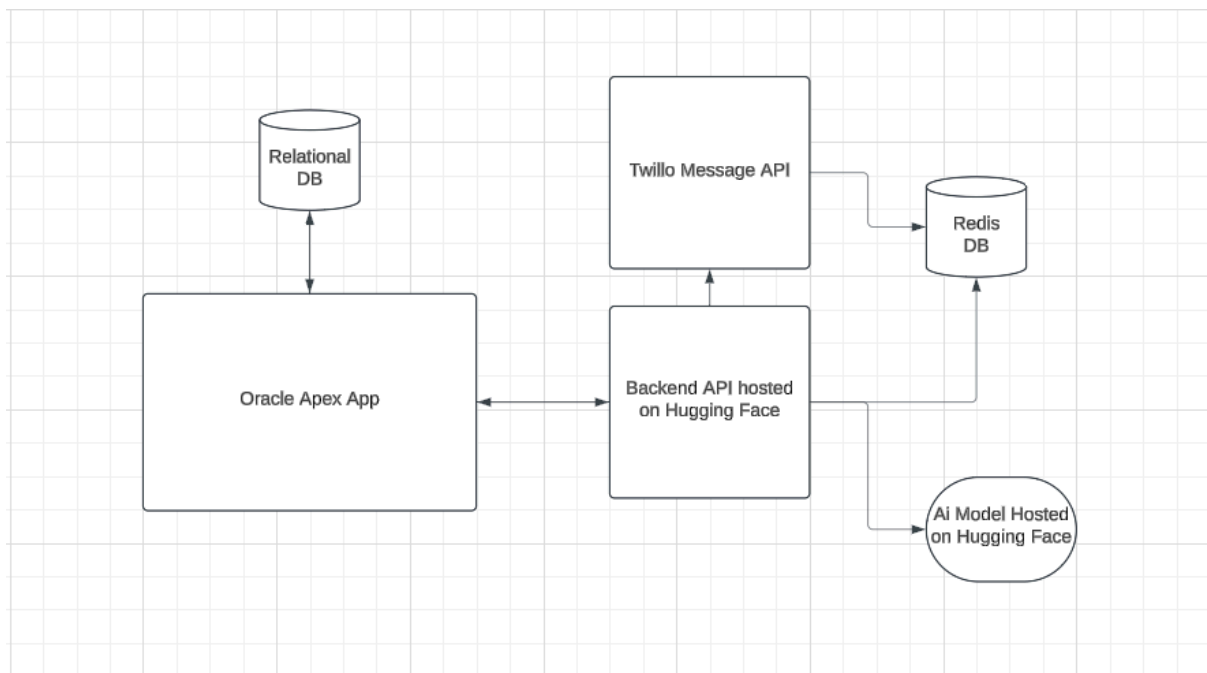 Relational
DB
Twillo Message API
Redis
DB
Oracle Apex App
Backend API hosted
on Hugging Face
Ai Model Hosted
on Hugging Face